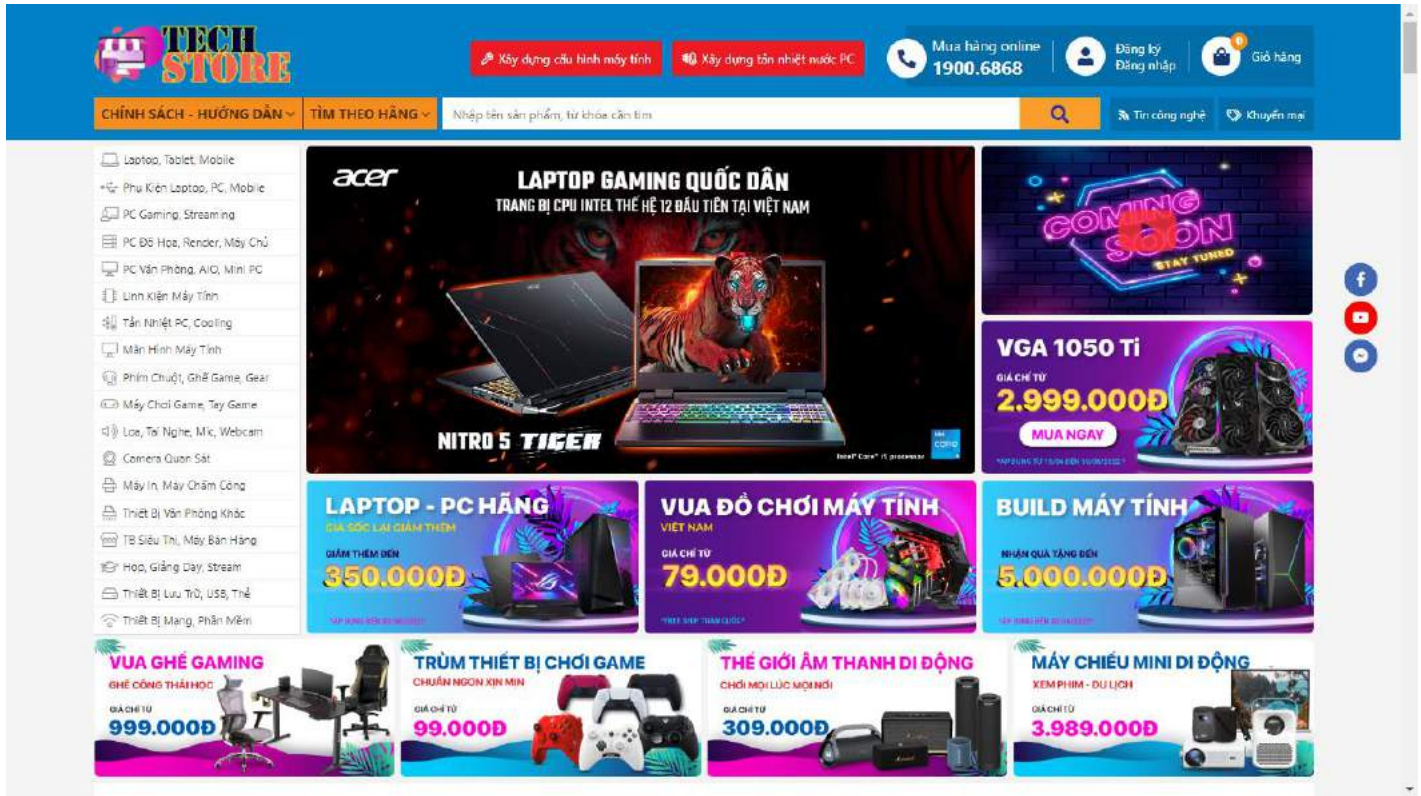 TECH
STORE
Xây dựng cấu hình máy tính
Xây dựng tản nhiệt nước PC
Mua hàng online
1900.6868
Đăng ký
Đăng nhập
0
Giỏ hàng
CHÍNH SÁCH - HƯỚNG DẪN
TÌM THEO HÃNG
Nhập tên sản phẩm, từ khóa cần tìm
Tin công nghệ
Khuyến mại
Laptop, Tablet, Mobile
Phụ Kiện Laptop, PC, Mobile
PC Gaming, Streaming
PC Đồ Họa, Render, Máy Chủ
PC Văn Phòng, AIO, Mini PC
Linh Kiện Máy Tính
Tản Nhiệt PC, Cooling
Màn Hình Máy Tính
Phím Chuột, Ghế Game, Gear
Máy Chơi Game, Tay Game
Loa, Tai Nghe, Mic, Webcam
Camera Quan Sát
Máy In, Máy Chấm Công
Thiết Bị Văn Phòng Khác
TB Siêu Thị, Máy Bán Hàng
Họp, Giảng Dạy, Stream
Thiết Bị Lưu Trữ, USB, Thẻ
Thiết Bị Mạng, Phần Mềm
acer
LAPTOP GAMING QUỐC DÂN
TRANG BỊ CPU INTEL THẾ HỆ 12 ĐẦU TIÊN TẠI VIỆT NAM
NITRO 5 TIGER
Intel® Core™ i5 processor
intel
CORE
i5
COMING
SOON
STAY TUNED
VGA 1050 Ti
GIÁ CHỈ TỪ
2.999.000Đ
MUA NGAY
LAPTOP - PC HÃNG
GIÁ SỐC LẠI GIẢM THÊM
GIẢM THÊM ĐẾN
350.000Đ
VUA ĐỒ CHƠI MÁY TÍNH
VIỆT NAM
GIÁ CHỈ TỪ
79.000Đ
*FREE SHIP TOÀN QUỐC*
BUILD MÁY TÍNH
NHẬN QUÀ TẶNG ĐẾN
5.000.000Đ
VUA GHẾ GAMING
GHẾ CÔNG THÁI HỌC
GIÁ CHỈ TỪ
999.000Đ
TRÙM THIẾT BỊ CHƠI GAME
CHUẨN NGON XỊN MỊN
GIÁ CHỈ TỪ
99.000Đ
THẾ GIỚI ÂM THANH DI ĐỘNG
CHƠI MỌI LÚC MỌI NƠI
GIÁ CHỈ TỪ
309.000Đ
MÁY CHIẾU MINI DI ĐỘNG
XEM PHIM - DU LỊCH
GIÁ CHỈ TỪ
3.989.000Đ